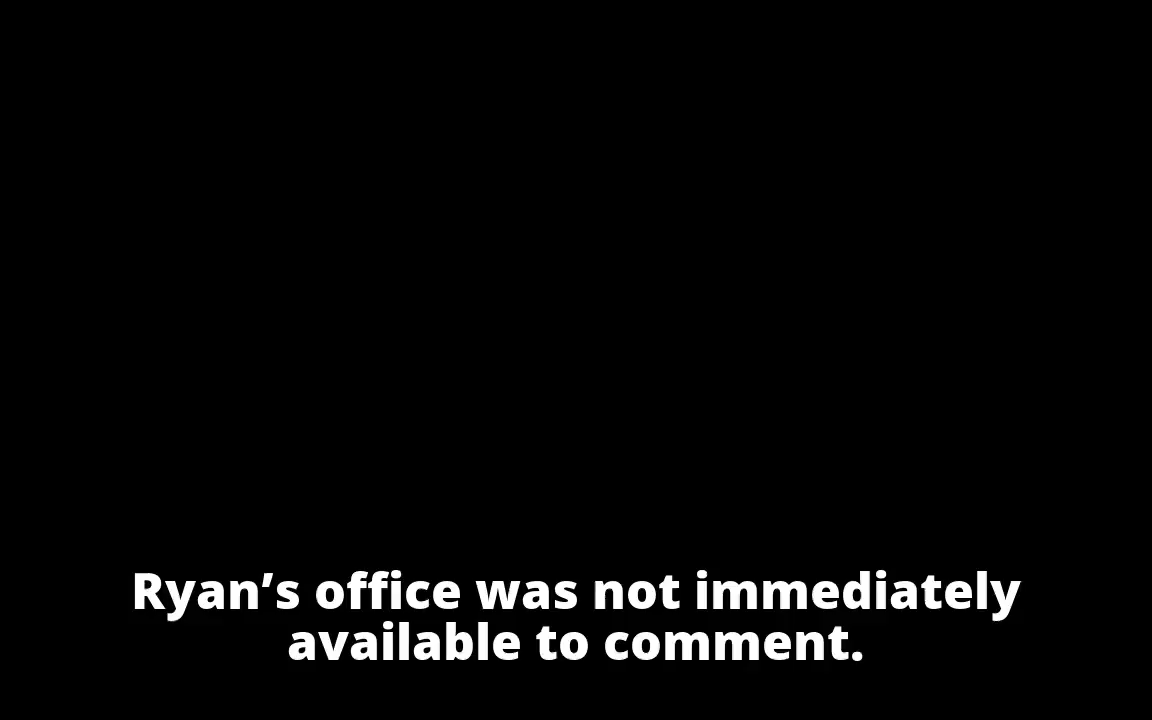 Ryan’s office was not immediately
available to comment.